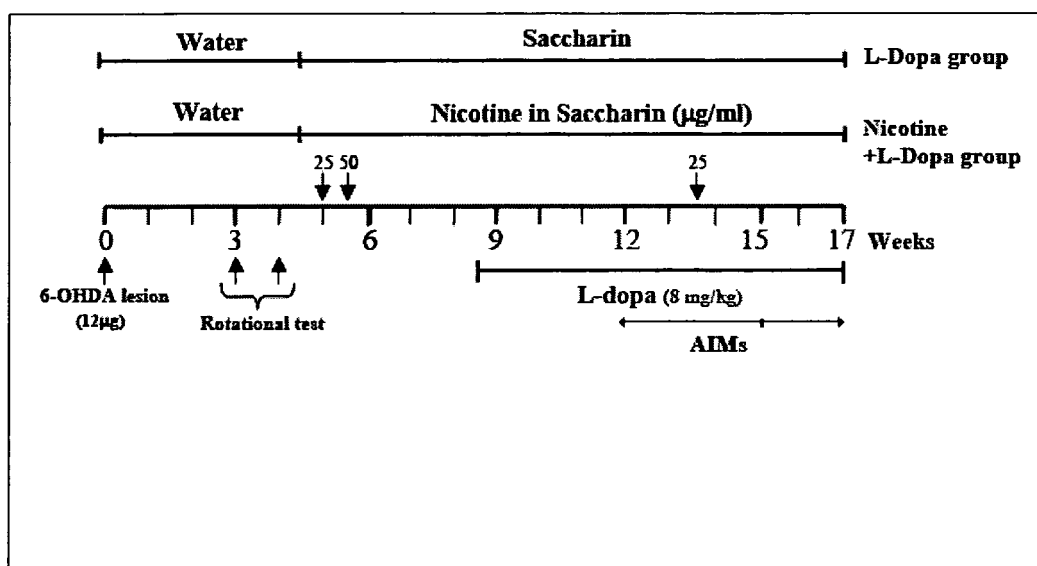 Water Saccharin L-Dopa group
Water Nicotine in Saccharin (µg/ml) Nicotine
+L-Dopa group
25 50 25
0 3 6 9 12 15 17 Weeks
6-OHDA lesion
(12µg)
Rotational test
L-dopa (8 mg/kg)
AIMs